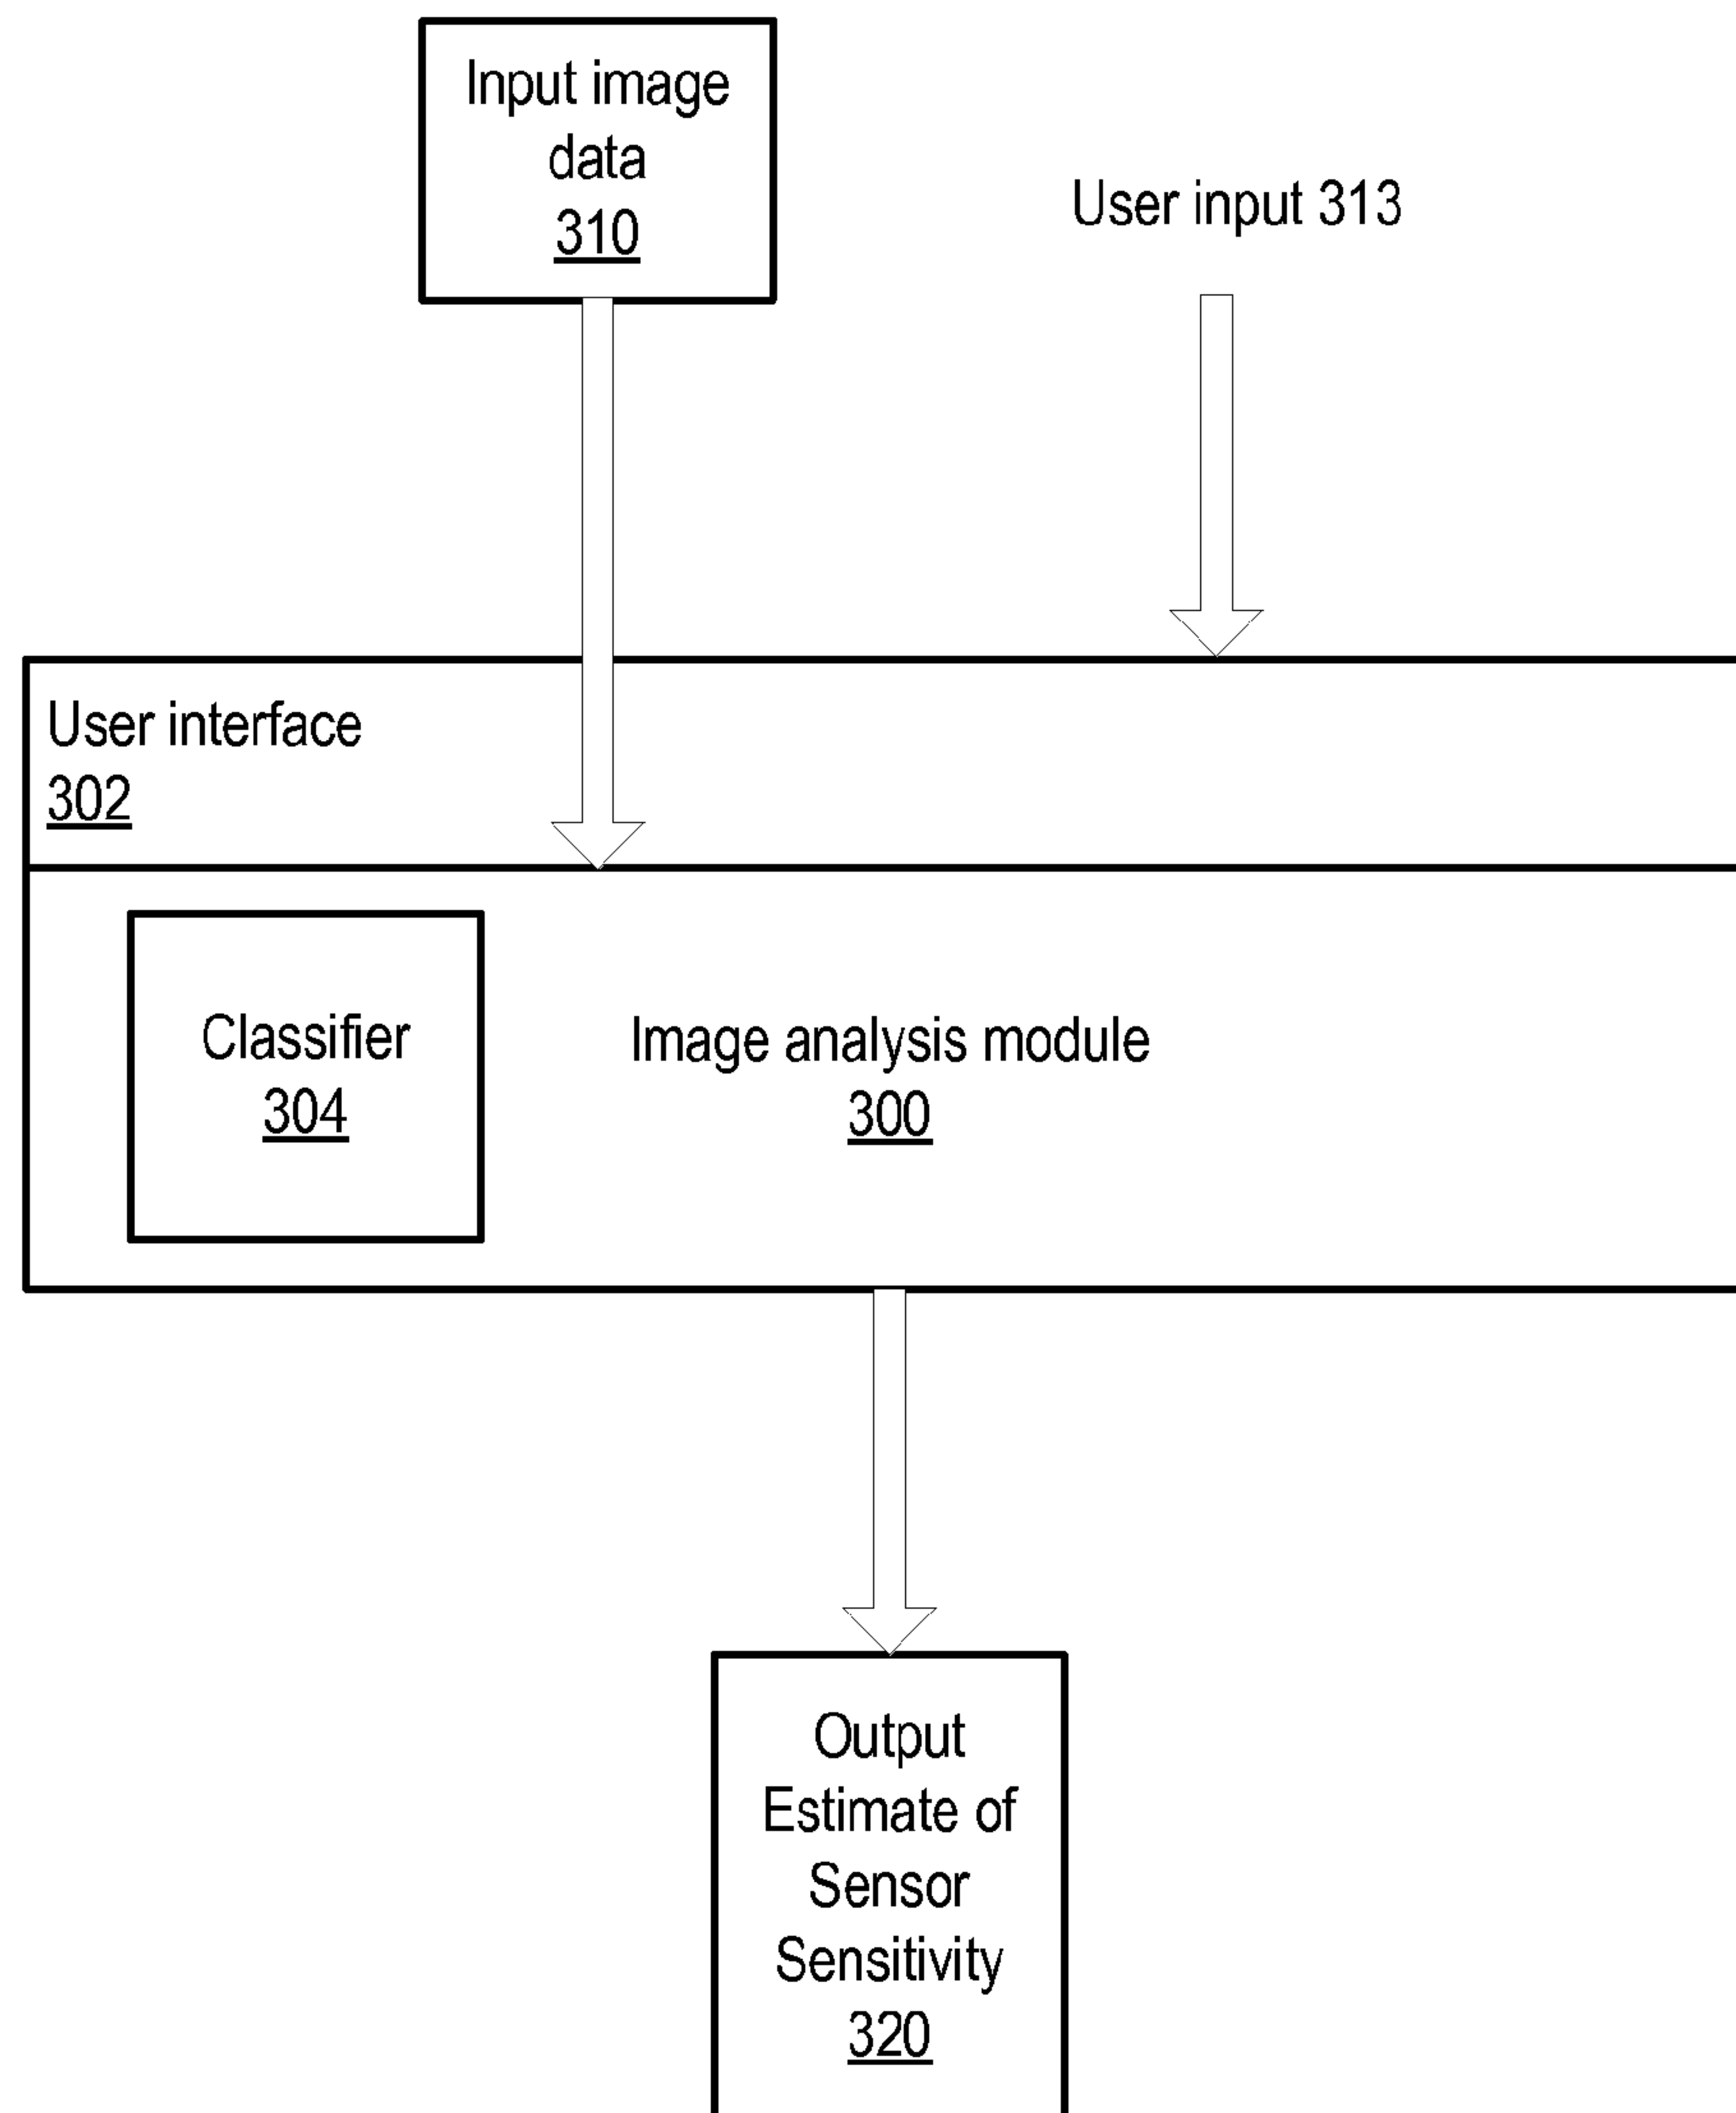 Input image
data
310
User input 313
User interface
302
Classifier
304
Image analysis module
300
Output
Estimate of
Sensor
Sensitivity
320